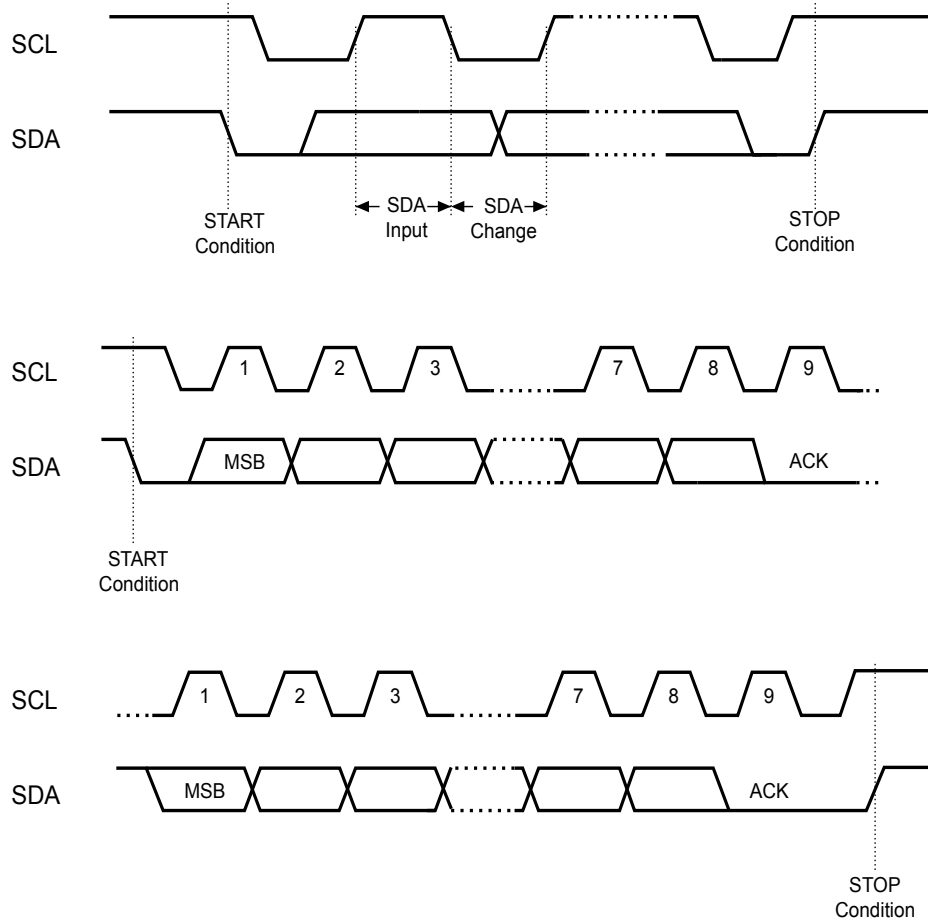 SCL
SDA
SDA
Input
SDA
Change
START
Condition
STOP
Condition
SCL
1
2
3
7
8
9
SDA
MSB
ACK
START
Condition
SCL
1
2
3
7
8
9
SDA
MSB
ACK
STOP
Condition